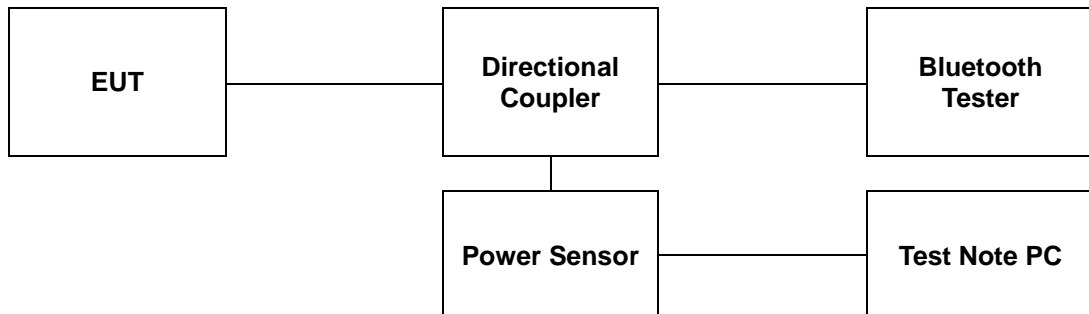 EUT
Directional
Coupler
Bluetooth
Tester
Power Sensor
Test Note PC